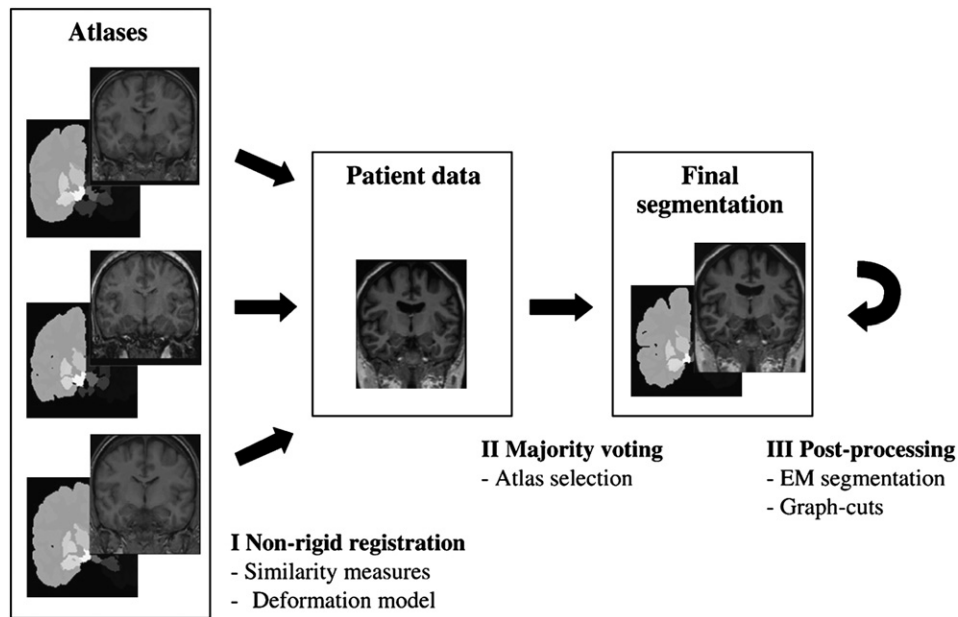 Atlases
Patient data
Final
segmentation
I Non-rigid registration
- Similarity measures
- Deformation model
II Majority voting
- Atlas selection
III Post-processing
- EM segmentation
- Graph-cuts